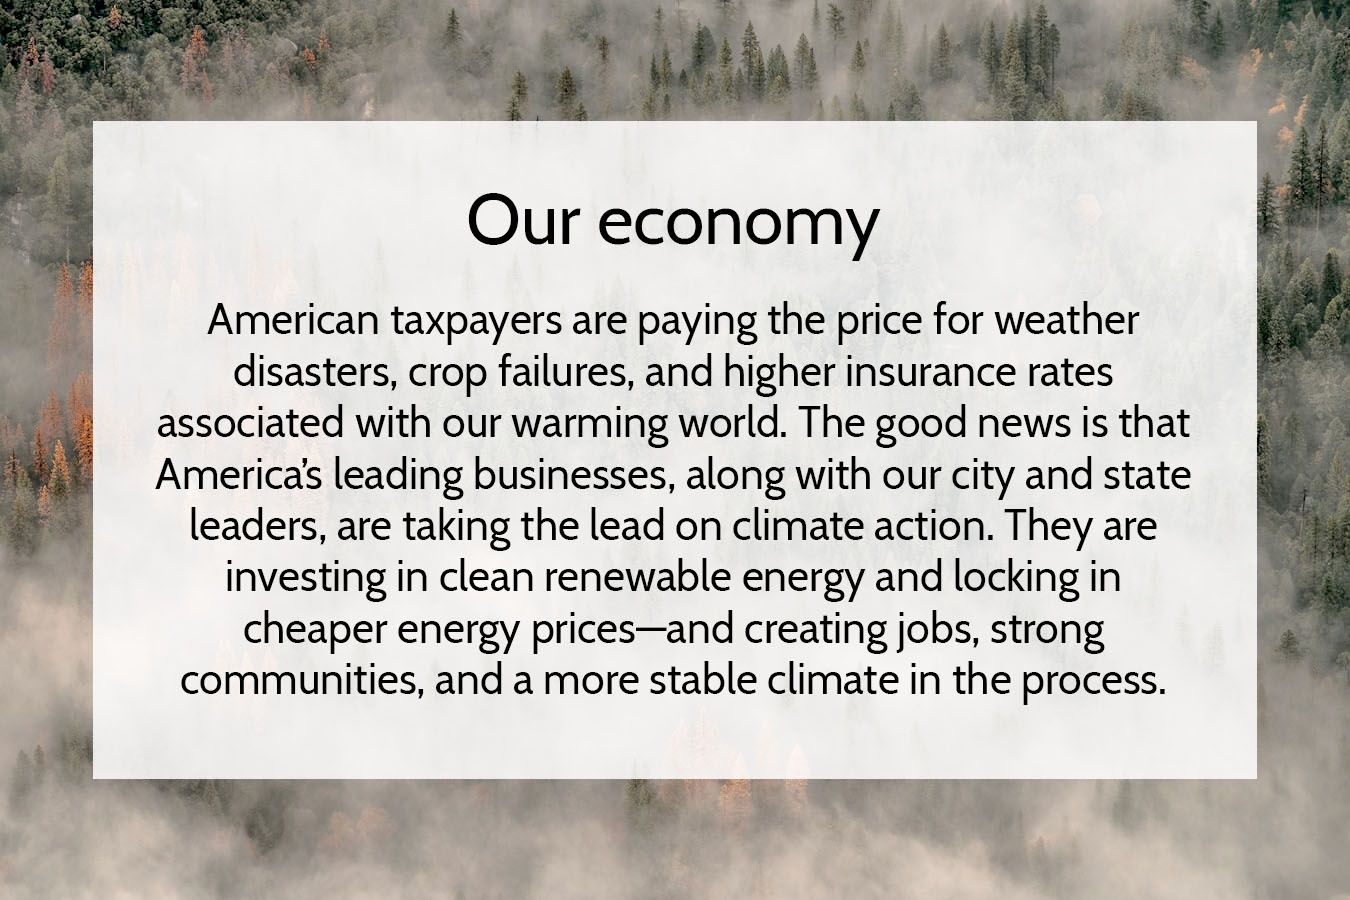 Our economy
American taxpayers are paying the price for weather
disasters, crop failures, and higher insurance rates
associated with our warming world. The good news is that
America’s leading businesses, along with our city and state
leaders, are taking the lead on climate action. They are
investing in clean renewable energy and locking in
cheaper energy prices—and creating jobs, strong
communities, and a more stable climate in the process.